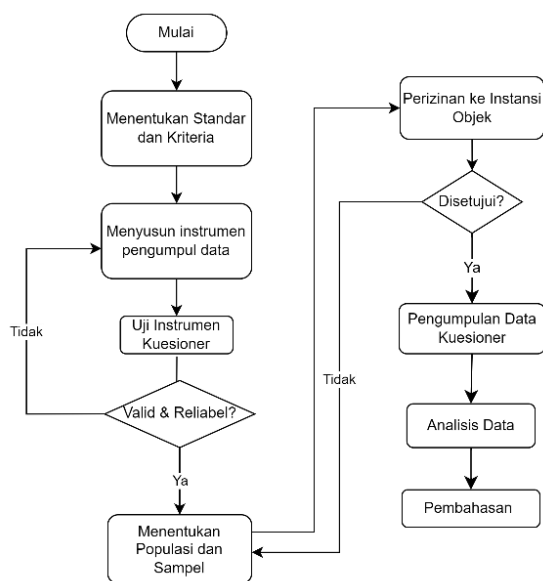 Mulai
Menentukan Standar
dan Kriteria
Menyusun instrumen
pengumpul data
Uji Instrumen
Kuesioner
Tidak
Valid & Reliabel?
Ya
Menentukan
Populasi dan
Sampel
Perizinan ke Instansi
Objek
Disetujui?
Ya
Tidak
Pengumpulan Data
Kuesioner
Analisis Data
Pembahasan